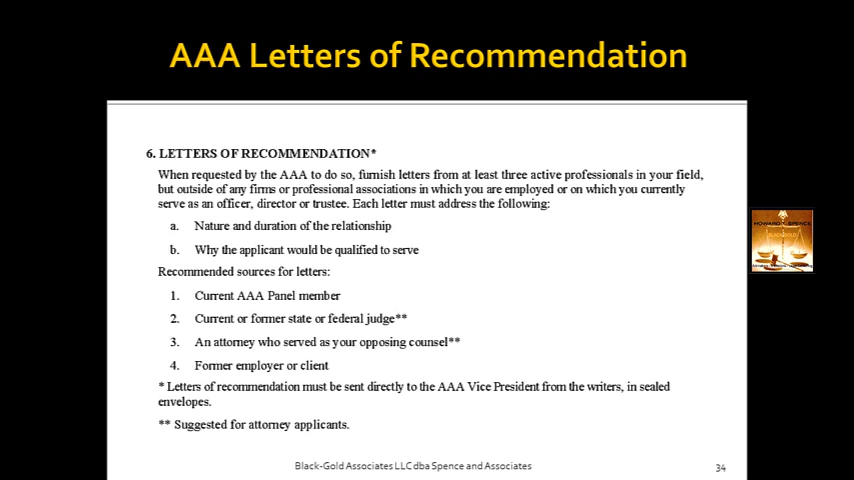 AAA Letters of Recommendation
6. LETTERS OF RECOMMENDATION*
When requested by the AAA to do so, furnish letters from at least three active professionals in your field,
but outside of any firms or professional associations in which you are employed or on which you currently
serve as an officer, director or trustee. Each letter must address the following:
a. Nature and duration of the relationship
b. Why the applicant would be qualified to serve
Recommended sources for letters:
1. Current AAA Panel member
2. Current or former state or federal judge**
3. An attorney who served as your opposing counsel**
4. Former employer or client
* Letters of recommendation must be sent directly to the AAA Vice President from the writers, in sealed
envelopes.
** Suggested for attorney applicants.
HOWARD SPENCE
BLACK GOLD
Black-Gold Associates LLC dba Spence and Associates
34